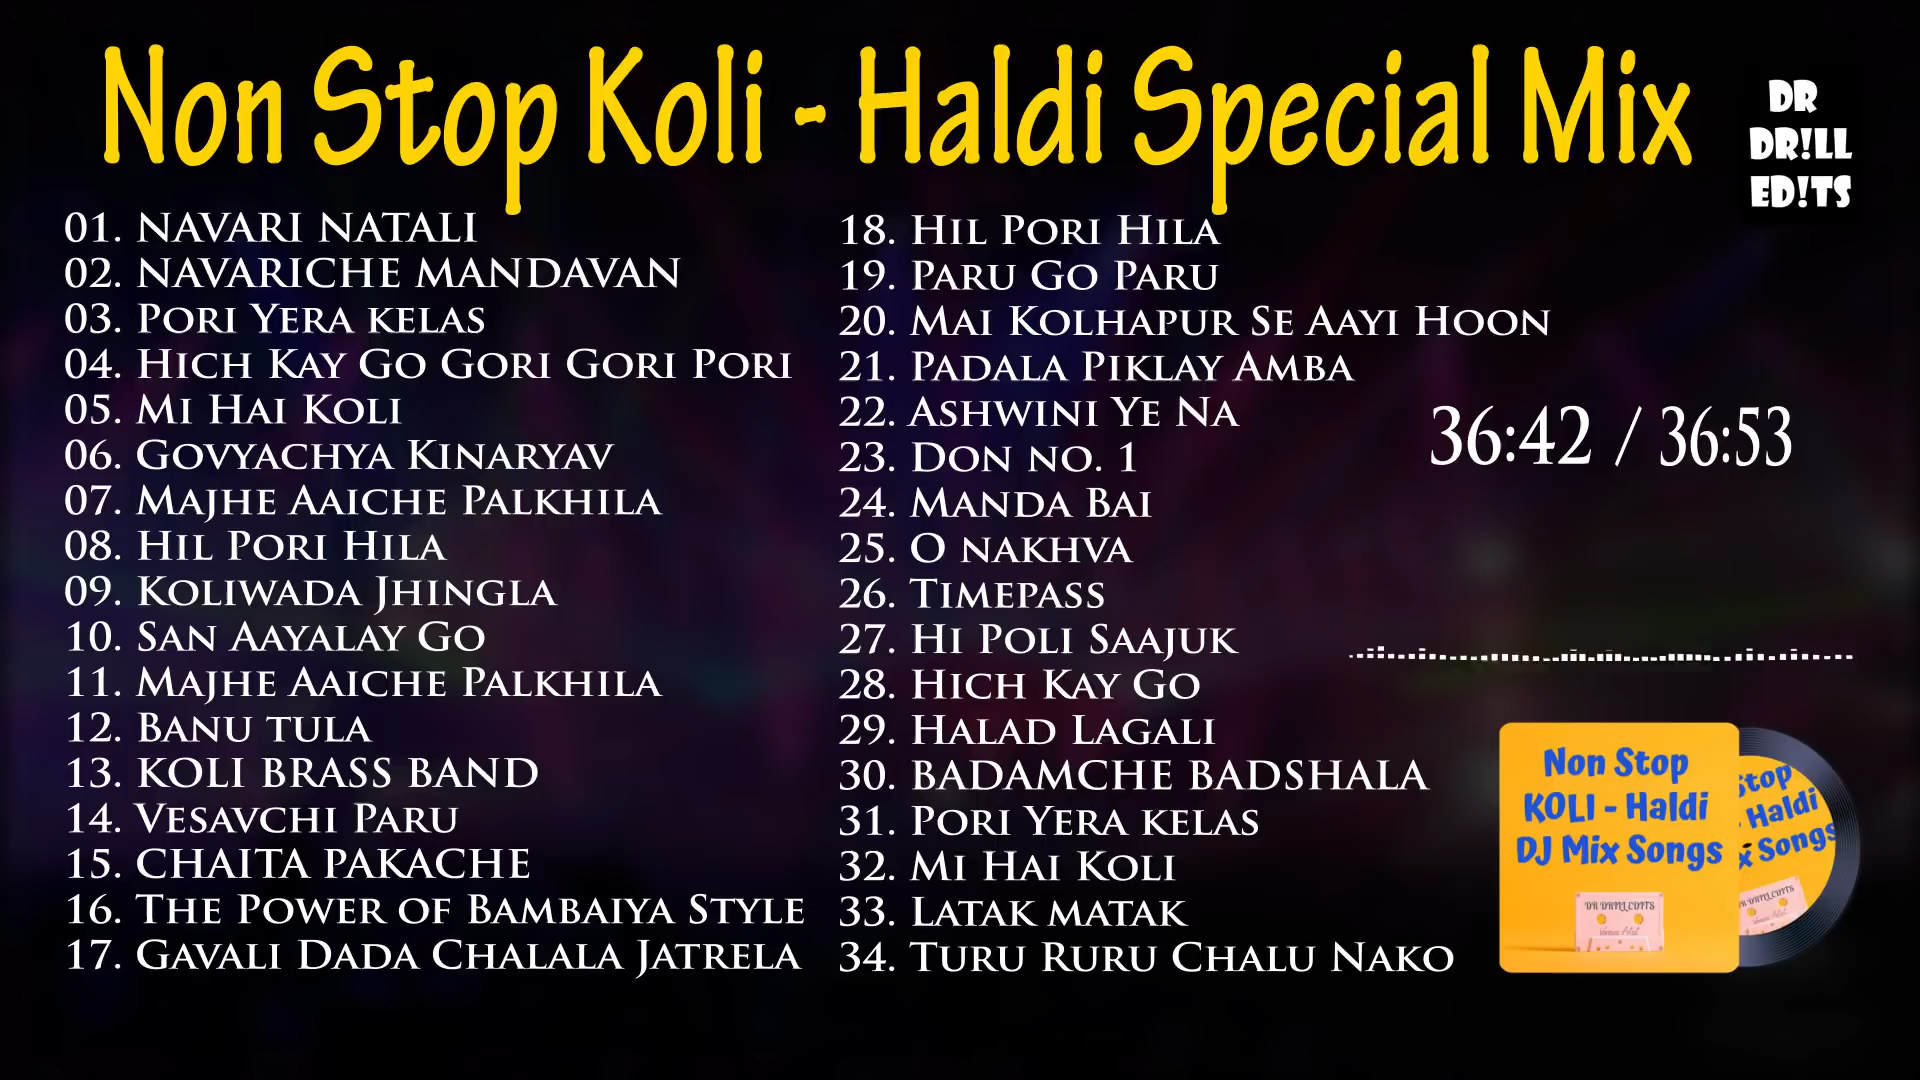 Non Stop Koli - Haldi Special Mix
DR
DR!LL
ED!TS
01. NAVARI NATALI
02. NAVARICHE MANDAVAN
03. Pori Yera kelas
04. Hich Kay Go Gori Gori Pori
05. Mi Hai Koli
06. Govyachya Kinaryav
07. Majhe Aaiche Palkhila
08. Hil Pori Hila
09. Koliwada Jhingla
10. San Aayalay Go
11. Majhe Aaiche Palkhila
12. Banu tula
13. KOLI BRASS BAND
14. Vesavchi Paru
15. CHAITA PAKACHE
16. The Power of Bambaiya Style
17. Gavali Dada Chalala Jatrela
18. Hil Pori Hila
19. Paru Go Paru
20. Mai Kolhapur Se Aayi Hoon
21. Padala Piklay Amba
22. Ashwini Ye Na
23. Don no. 1
24. Manda Bai
25. O nakhva
26. Timepass
27. Hi Poli Saajuk
28. Hich Kay Go
29. Halad Lagali
30. BADAMCHE BADSHALA
31. Pori Yera kelas
32. Mi Hai Koli
33. Latak matak
34. Turu Ruru Chalu Nako
36:42 / 36:53
Non Stop
KOLI - Haldi
DJ Mix Songs
DR DRILL EDITS
Stop
- Haldi
x Songs